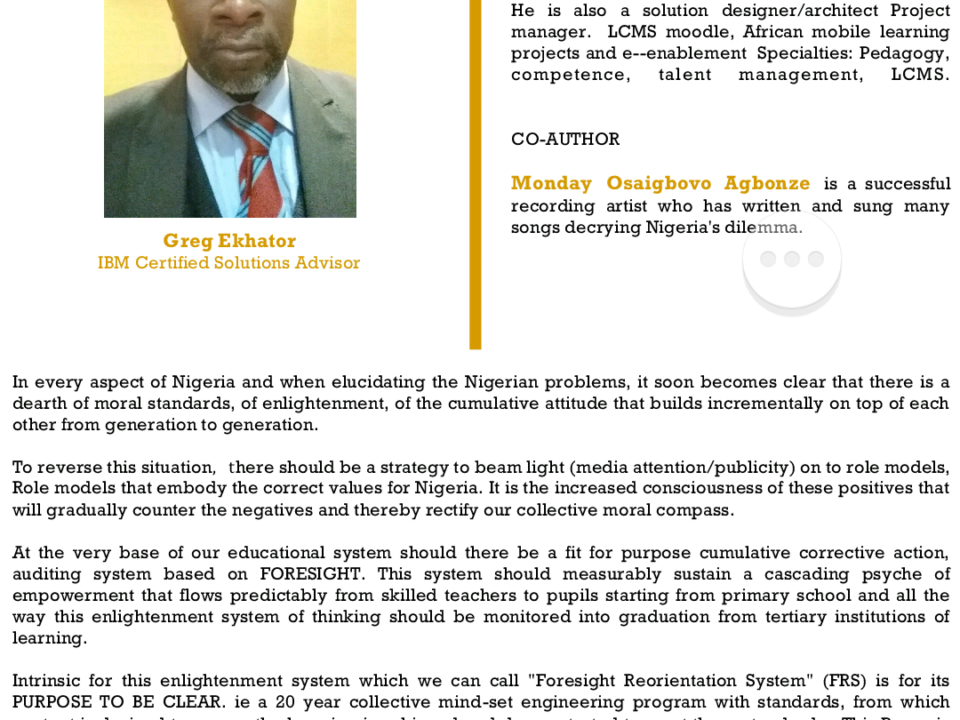 He is also a solution designer/architect Project
manager. LCMS moodle, African mobile learning
projects and e--enablement Specialties: Pedagogy,
competence, talent management, LCMS.
CO-AUTHOR
Monday Osaigbovo Agbonze is a successful
recording artist who has written and sung many
songs decrying Nigeria's dilemma.
Greg Ekhator
IBM Certified Solutions Advisor
In every aspect of Nigeria and when elucidating the Nigerian problems, it soon becomes clear that there is a
dearth of moral standards, of enlightenment, of the cumulative attitude that builds incrementally on top of each
other from generation to generation.
To reverse this situation, there should be a strategy to beam light (media attention/publicity) on to role models,
Role models that embody the correct values for Nigeria. It is the increased consciousness of these positives that
will gradually counter the negatives and thereby rectify our collective moral compass.
At the very base of our educational system should there be a fit for purpose cumulative corrective action,
auditing system based on FORESIGHT. This system should measurably sustain a cascading psyche of
empowerment that flows predictably from skilled teachers to pupils starting from primary school and all the
way this enlightenment system of thinking should be monitored into graduation from tertiary institutions of
learning.
Intrinsic for this enlightenment system which we can call "Foresight Reorientation System" (FRS) is for its
PURPOSE TO BE CLEAR. ie a 20 year collective mind-set engineering program with standards, from which